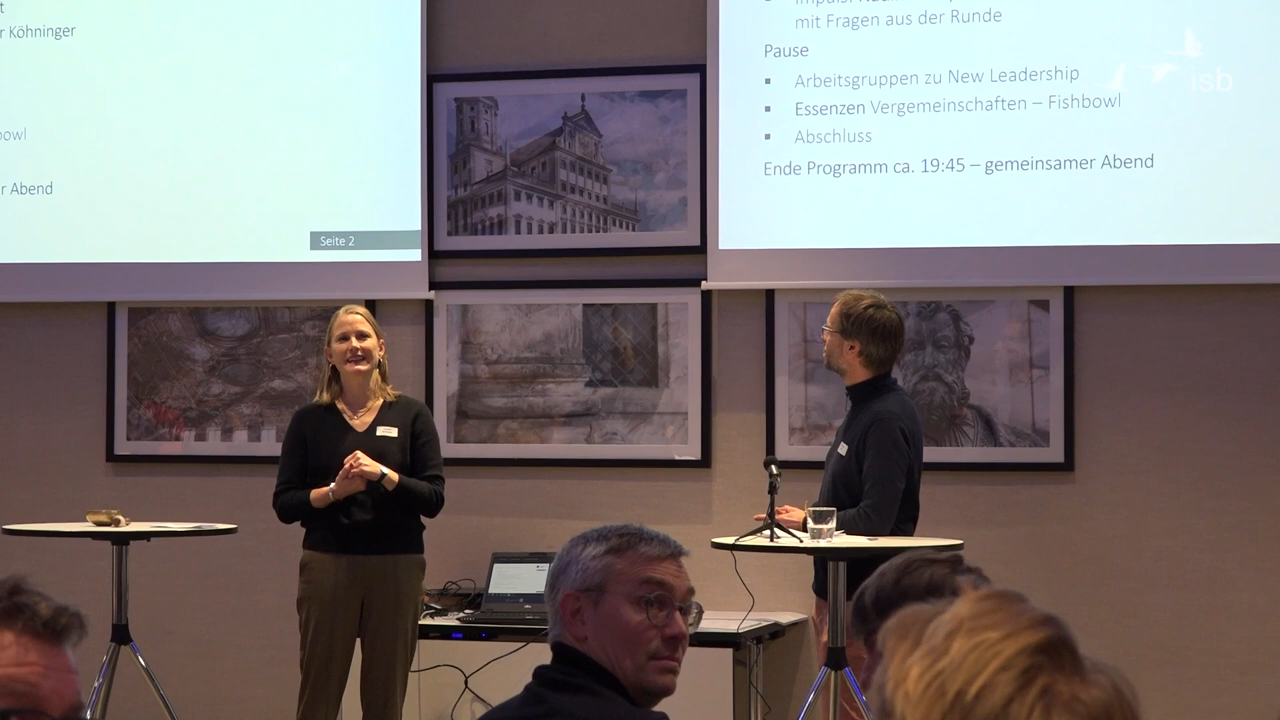 r Köhninger
owl
r Abend
Seite 2
mit Fragen aus der Runde
Pause
▪ Arbeitsgruppen zu New Leadership
▪ Essenzen Vergemeinschaften – Fishbowl
▪ Abschluss
Ende Programm ca. 19:45 – gemeinsamer Abend
isb